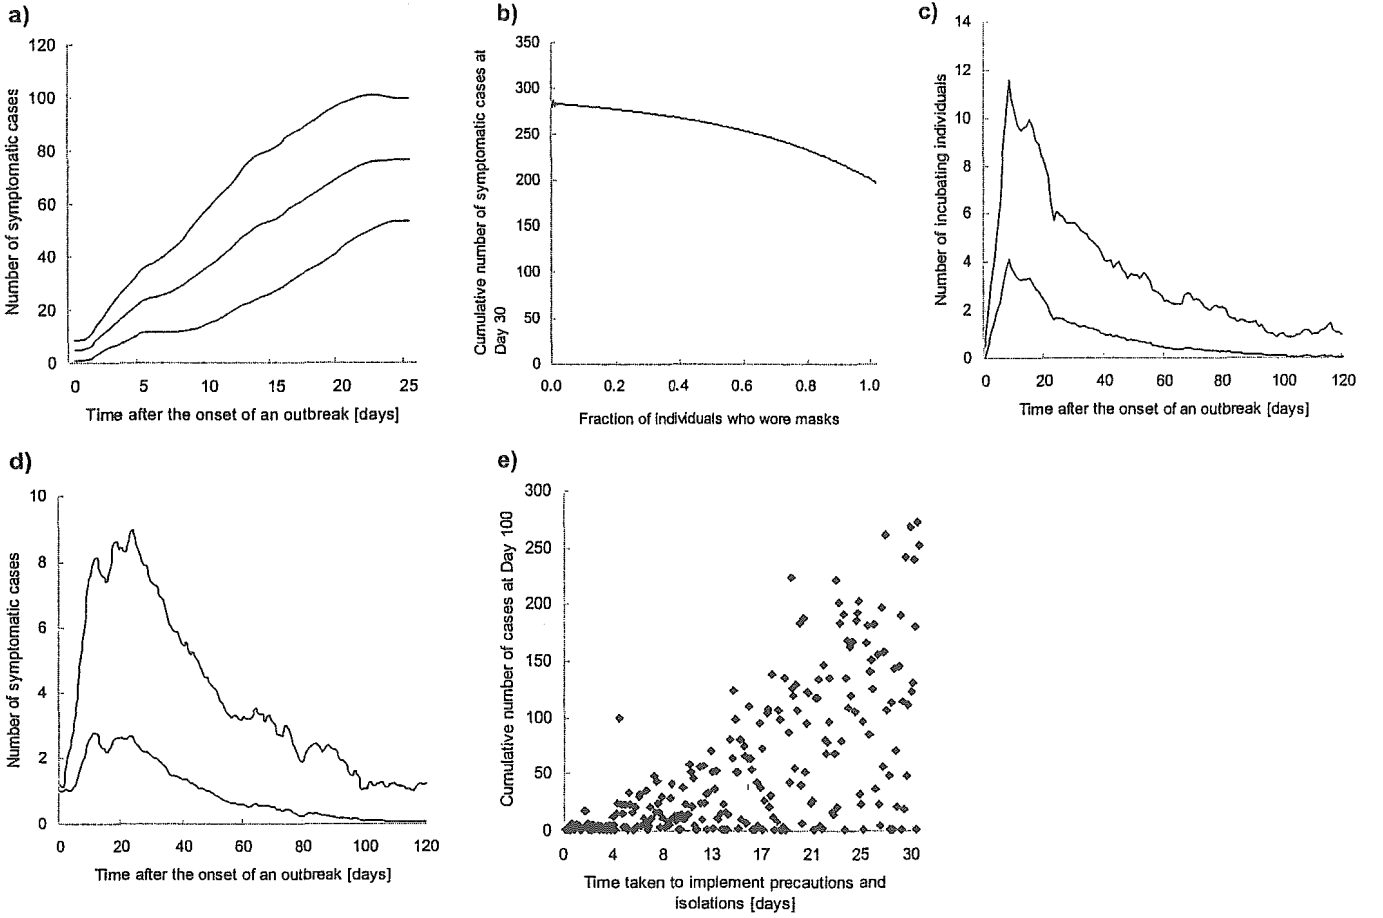 a)
120
100
80
60
40
20
0
Number of symptomatic cases
0 5 10 15 20 25
Time after the onset of an outbreak [days]
b)
350
300
250
200
150
100
50
0
Cumulative number of symptomatic cases at
Day 30
0.0 0.2 0.4 0.6 0.8 1.0
Fraction of individuals who wore masks
c)
14
12
10
8
6
4
2
0
Number of incubating individuals
0 20 40 60 80 100 120
Time after the onset of an outbreak [days]
d)
10
8
6
4
2
0
Number of symptomatic cases
0 20 40 60 80 100 120
Time after the onset of an outbreak [days]
e)
300
250
200
150
100
50
0
Cumulative number of cases at Day 100
0 4 8 13 17 21 25 30
Time taken to implement precautions and
isolations [days]